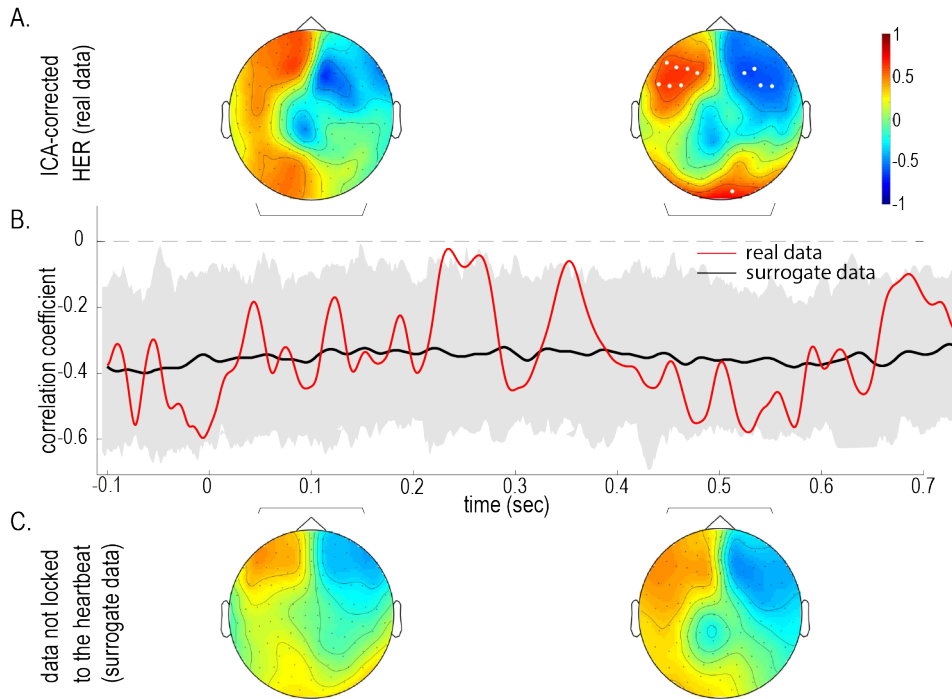 A.
ICA-corrected
HER (real data)
1
0.5
0
-0.5
-1
B.
correlation coefficient
0
-0.2
-0.4
-0.6
real data
surrogate data
-0.1
0
0.1
0.2
0.3
0.4
0.5
0.6
0.7
time (sec)
C.
data not locked
to the heartbeat
(surrogate data)